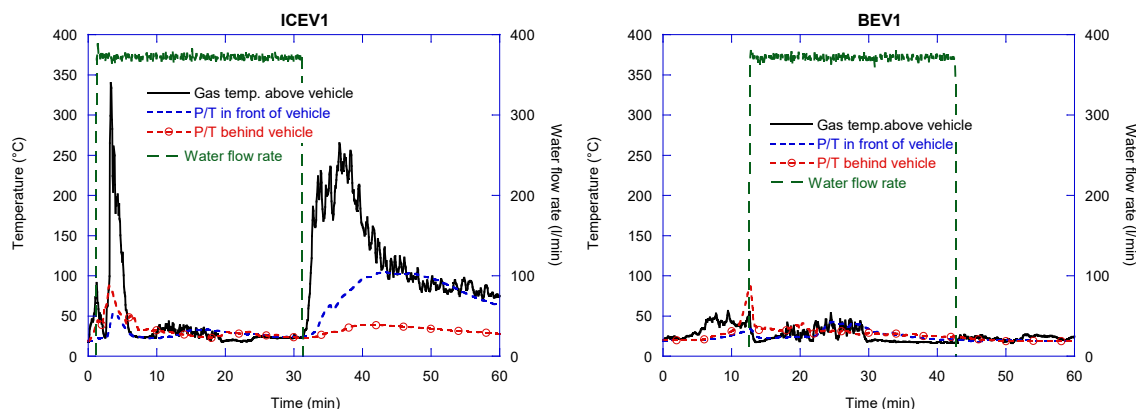 ICEV1
400
350
300
250
200
150
100
50
0
Temperature (°C)
400
300
200
100
0
Water flow rate (l/min)
0 10 20 30 40 50 60
Time (min)
Gas temp. above vehicle
P/T in front of vehicle
P/T behind vehicle
Water flow rate
BEV1
400
350
300
250
200
150
100
50
0
Temperature (°C)
400
300
200
100
0
Water flow rate (l/min)
0 10 20 30 40 50 60
Time (min)
Gas temp.above vehicle
P/T in front of vehicle
P/T behind vehicle
Water flow rate